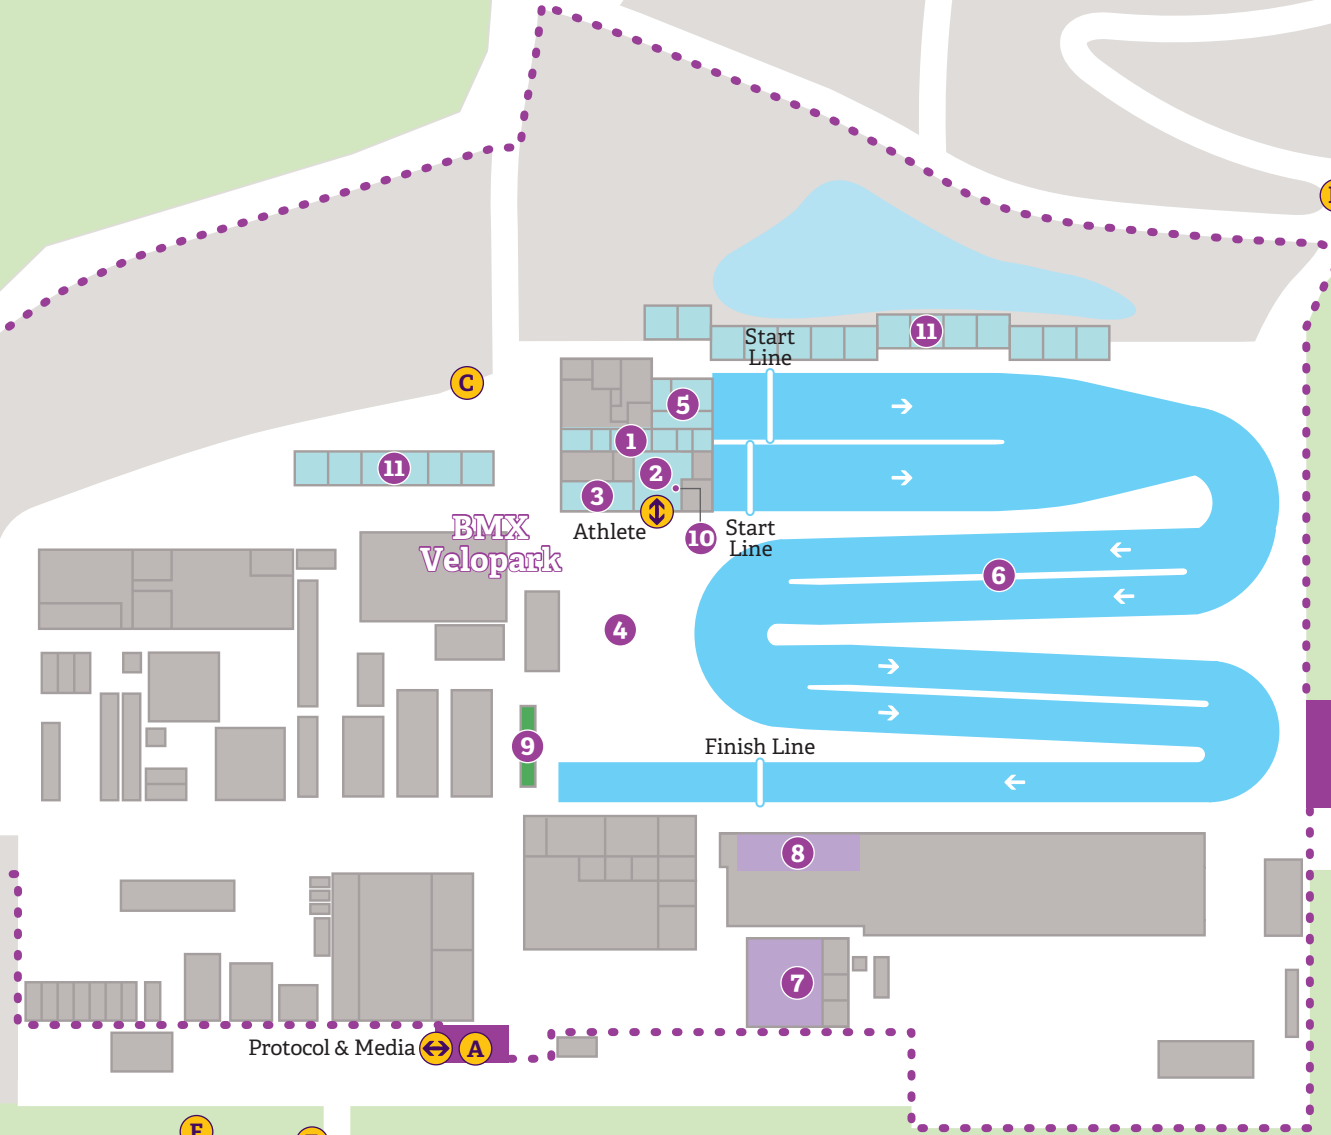 11
Start
Line
C
5
1
11
2
3
Athlete
10
Start
Line
BMX
Velopark
6
4
9
Finish Line
8
7
Protocol & Media
A